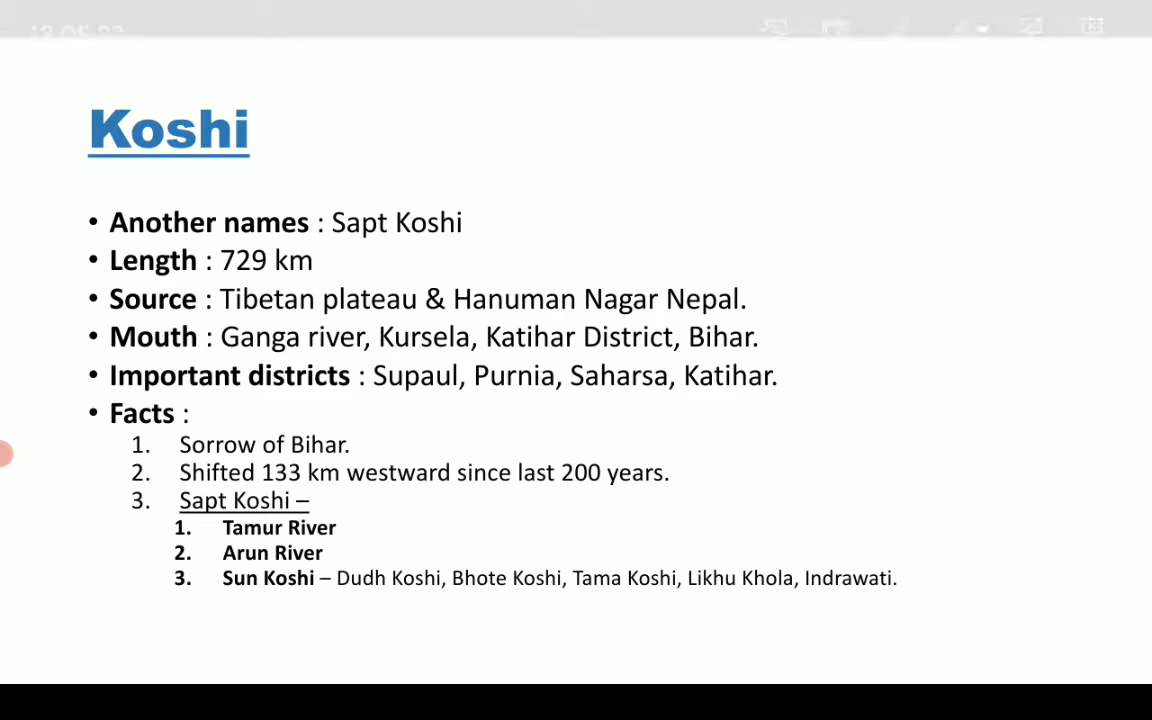 Koshi
• Another names : Sapt Koshi
• Length : 729 km
• Source : Tibetan plateau & Hanuman Nagar Nepal.
• Mouth : Ganga river, Kursela, Katihar District, Bihar.
• Important districts : Supaul, Purnia, Saharsa, Katihar.
• Facts :
1. Sorrow of Bihar.
2. Shifted 133 km westward since last 200 years.
3. Sapt Koshi –
1. Tamur River
2. Arun River
3. Sun Koshi – Dudh Koshi, Bhote Koshi, Tama Koshi, Likhu Khola, Indrawati.